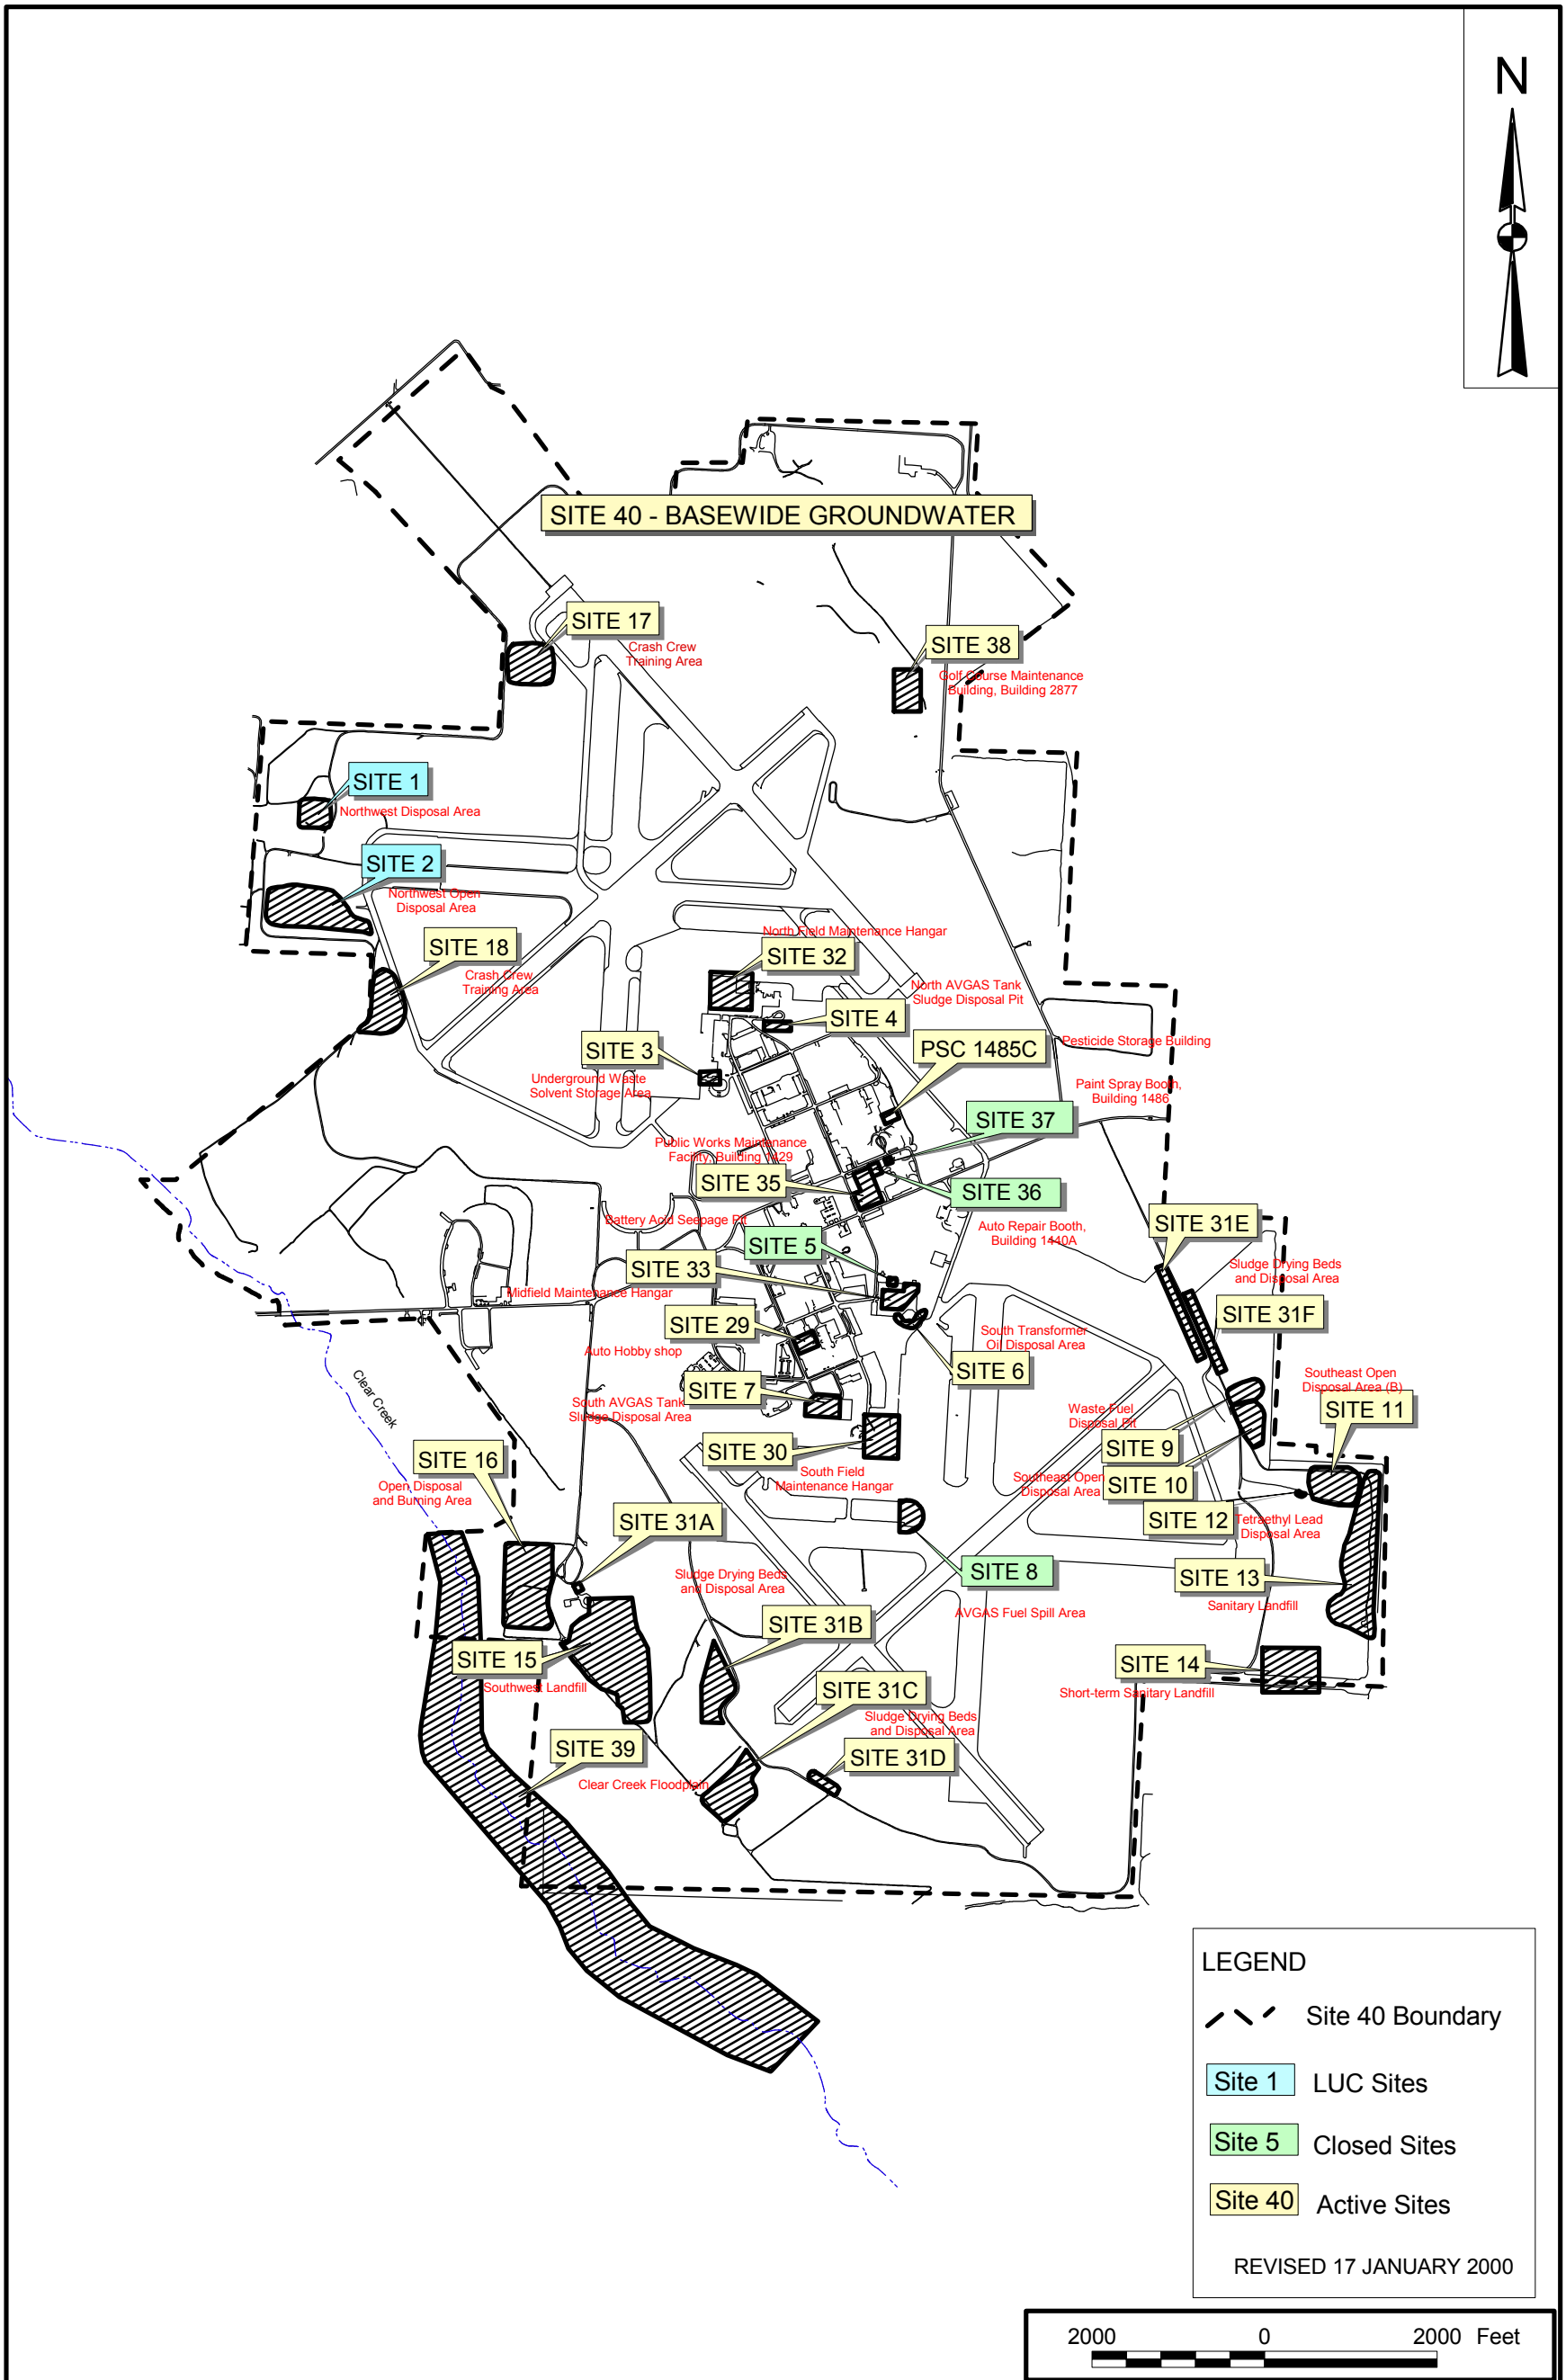 N
SITE 40 - BASEWIDE GROUNDWATER
SITE 17
Crash Crew
Training Area
SITE 38
Golf Course Maintenance
Building, Building 2877
SITE 1
Northwest Disposal Area
SITE 2
Northwest Open
Disposal Area
SITE 18
Crash Crew
Training Area
North Field Maintenance Hangar
SITE 32
North AVGAS Tank
Sludge Disposal Pit
SITE 4
SITE 3
Underground Waste
Solvent Storage Area
PSC 1485C
Pesticide Storage Building
Paint Spray Booth,
Building 1486
SITE 37
Public Works Maintenance
Facility, Building 1429
SITE 35
SITE 36
Auto Repair Booth,
Building 1440A
Battery Acid Seepage Pit
SITE 5
SITE 33
Midfield Maintenance Hangar
SITE 31E
Sludge Drying Beds
and Disposal Area
SITE 31F
SITE 29
Auto Hobby shop
South Transformer
Oil Disposal Area
SITE 6
SITE 7
South AVGAS Tank
Sludge Disposal Area
Southeast Open
Disposal Area (B)
SITE 11
Waste Fuel
Disposal Pit
SITE 9
SITE 30
South Field
Maintenance Hangar
Southeast Open
Disposal Area
SITE 10
Clear Creek
SITE 16
Open Disposal
and Burning Area
SITE 12
Tetraethyl Lead
Disposal Area
SITE 31A
Sludge Drying Beds
and Disposal Area
SITE 8
AVGAS Fuel Spill Area
SITE 13
Sanitary Landfill
SITE 31B
SITE 15
Southwest Landfill
SITE 14
Short-term Sanitary Landfill
SITE 31C
Sludge Drying Beds
and Disposal Area
SITE 39
Clear Creek Floodplain
SITE 31D
LEGEND
Site 40 Boundary
Site 1 LUC Sites
Site 5 Closed Sites
Site 40 Active Sites
REVISED 17 JANUARY 2000
2000 0 2000 Feet